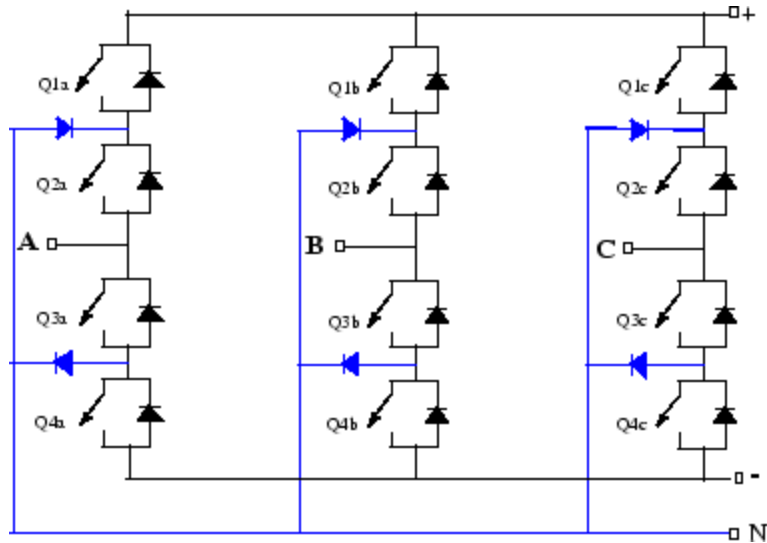 +
Q1a Q1b Q1c
Q2a Q2b Q2c
A B C
Q3a Q3b Q3c
Q4a Q4b Q4c
-
N